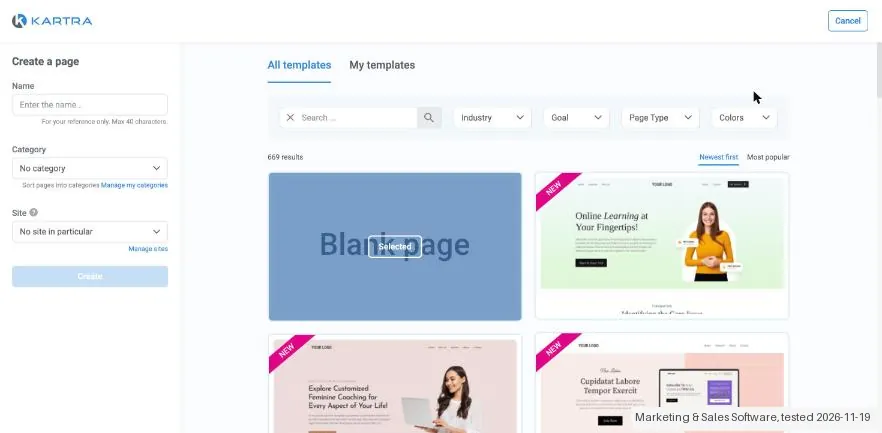 KARTRA
Cancel
Create a page
Name
Enter the name ..
For your reference only. Max 40 characters.
Category
No category
Sort pages into categories Manage my categories
Site ?
No site in particular
Manage sites
Create
All templates
My templates
Search ...
Industry
Goal
Page Type
Colors
669 results
Newest first
Most popular
Blank page
Selected
NEW
YOUR LOGO
Online Learning at
Your Fingertips!
Identifying the Core Issue
NEW
YOUR LOGO
Explore Customized
Feminine Coaching for
Every Aspect of Your Life!
NEW
YOUR LOGO
Cupidatat Labore
Tempor Exercit
Marketing & Sales Software, tested 2026-11-19